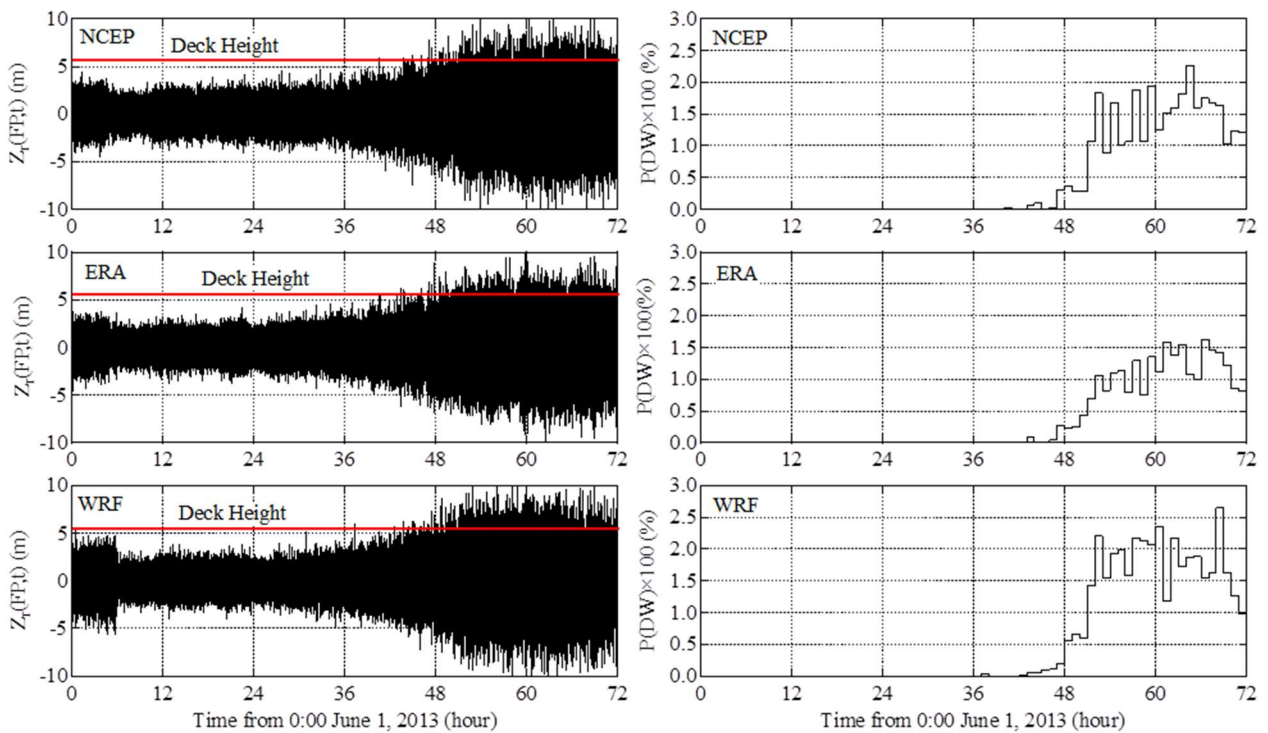 NCEP
Deck Height
Z_r(FP,t) (m)
10
5
0
-5
-10
0 12 24 36 48 60 72
NCEP
P(DW)×100 (%)
3.0
2.5
2.0
1.5
1.0
0.5
0.0
0 12 24 36 48 60 72
ERA
Deck Height
Z_r(FP,t) (m)
10
5
0
-5
-10
0 12 24 36 48 60 72
ERA
P(DW)×100(%)
3.0
2.5
2.0
1.5
1.0
0.5
0.0
0 12 24 36 48 60 72
WRF
Deck Height
Z_r(FP,t) (m)
10
5
0
-5
-10
0 12 24 36 48 60 72
Time from 0:00 June 1, 2013 (hour)
WRF
P(DW)×100 (%)
3.0
2.5
2.0
1.5
1.0
0.5
0.0
0 12 24 36 48 60 72
Time from 0:00 June 1, 2013 (hour)